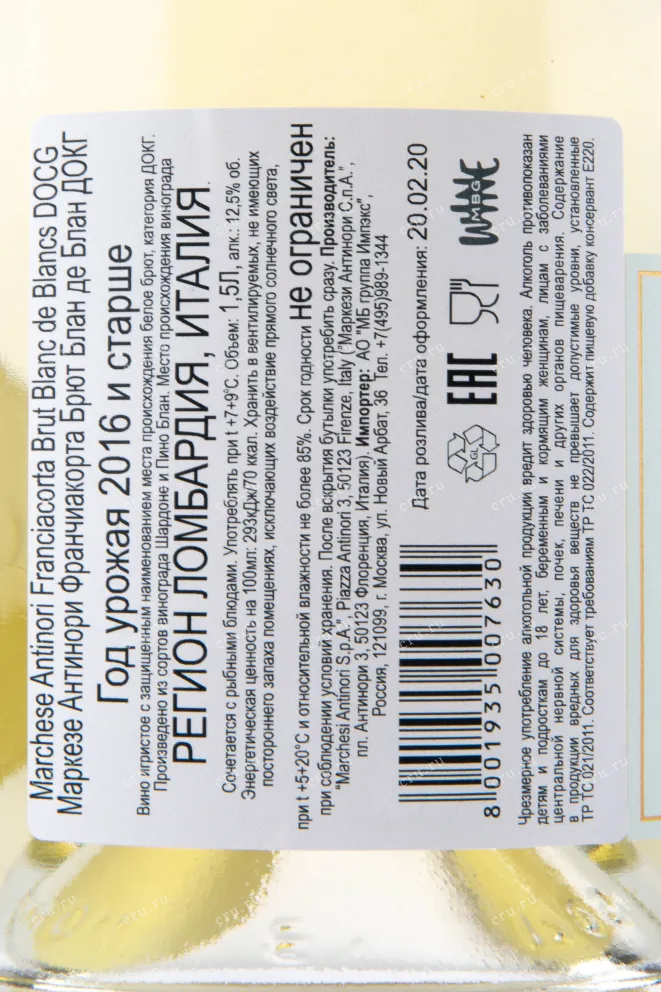 Marchese Antinori Franciacorta Brut Blanc de Blancs DOCG
Маркезе Антинори Франчиакорта Брют Блан де Блан ДОКГ
Год урожая 2016 и старше
Вино игристое с защищенным наименованием места происхождения белое брют, категория ДОКГ.
Произведено из сортов винограда Шардоне и Пино Блан. Место происхождения винограда
РЕГИОН ЛОМБАРДИЯ, ИТАЛИЯ.
Сочетается с рыбными блюдами. Употреблять при t +7+9°С. Объем: 1,5Л, алк.: 12,5% об.
Энергетическая ценность на 100мл: 293кДж/70 ккал. Хранить в вентилируемых, не имеющих
постороннего запаха помещениях, исключающих воздействие прямого солнечного света,
при t +5+20°С и относительной влажности не более 85%. Срок годности не ограничен
при соблюдении условий хранения. После вскрытия бутылки употребить сразу. Производитель:
"Marchesi Antinori S.p.A.", Piazza Antinori 3, 50123 Firenze, Italy ("Маркези Антинори С.п.А.",
пл. Антинори 3, 50123 Флоренция, Италия). Импортер: АО "МБ группа Импэкс",
Россия, 121099, г. Москва, ул. Новый Арбат, 36 Тел. +7(495)989-1344
Дата розлива/дата оформления: 20.02.20
8 001935 007630
GL
EAC
WINE
MBG
Чрезмерное употребление алкогольной продукции вредит здоровью человека. Алкоголь противопоказан
детям и подросткам до 18 лет, беременным и кормящим женщинам, лицам с заболеваниями
центральной нервной системы, почек, печени и других органов пищеварения. Содержание
в продукции вредных для здоровья веществ не превышает допустимые уровни, установленные
ТР ТС 021/2011. Соответствует требованиям ТР ТС 022/2011. Содержит пищевую добавку консервант Е220.
cru.ru